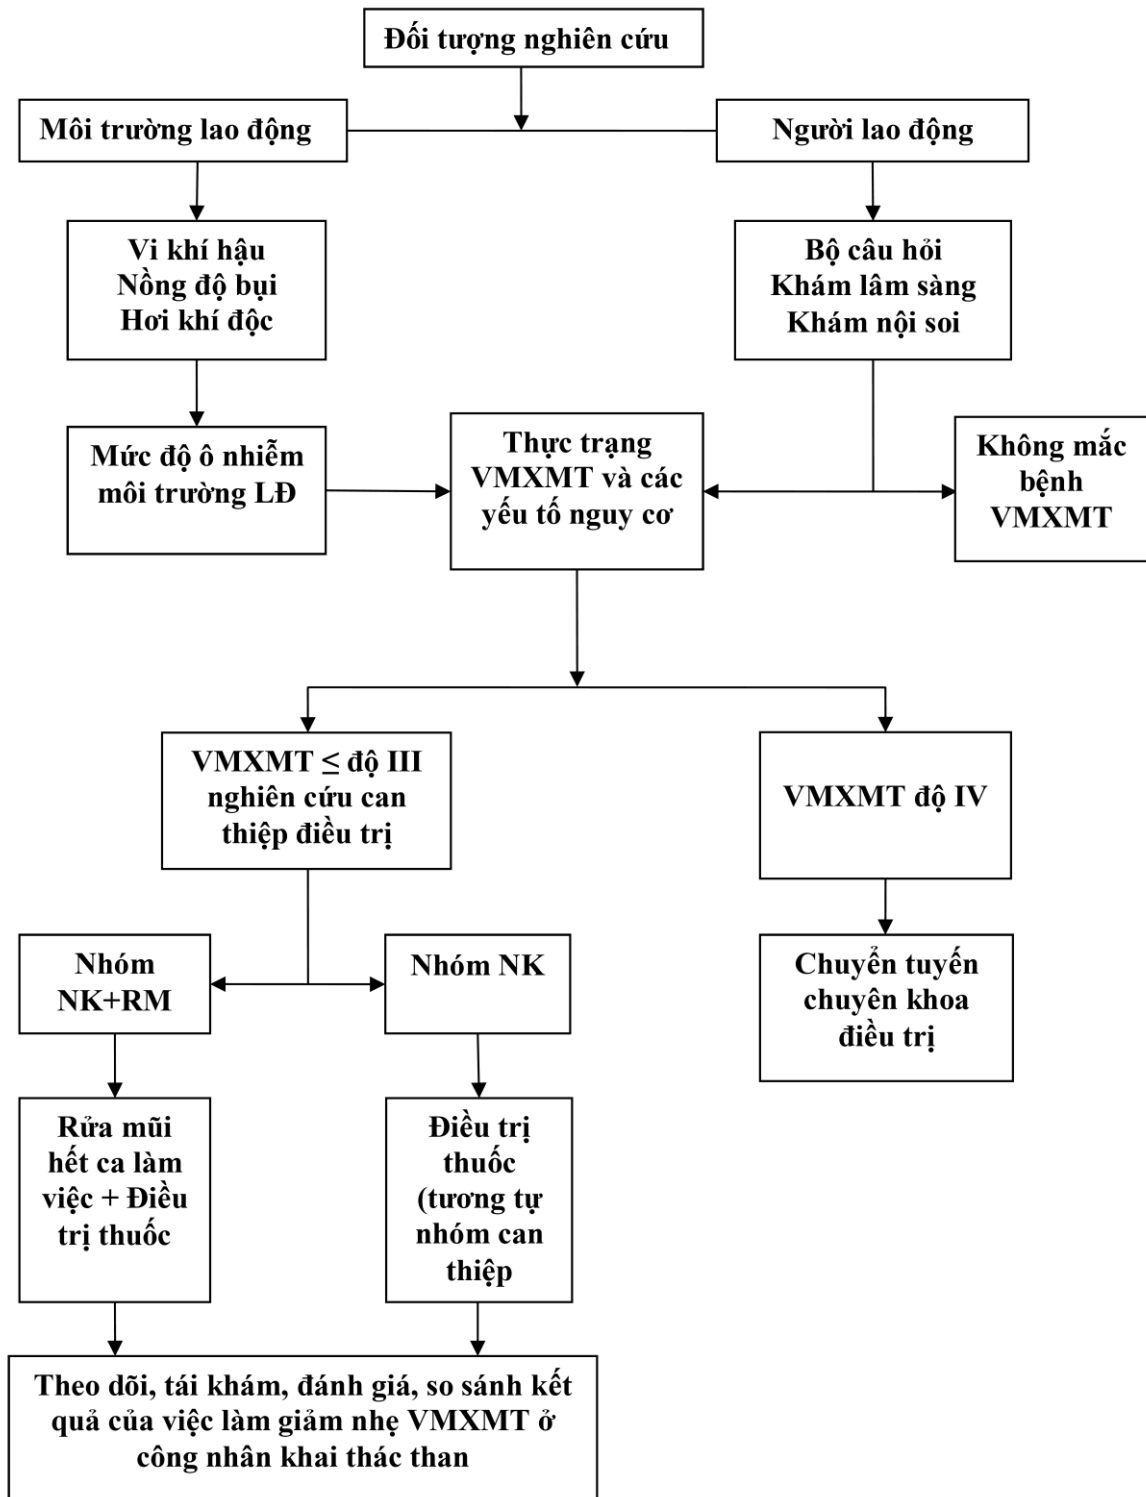 Đối tượng nghiên cứu
Môi trường lao động
Người lao động
Vi khí hậu
Nồng độ bụi
Hơi khí độc
Bộ câu hỏi
Khám lâm sàng
Khám nội soi
Mức độ ô nhiễm
môi trường LĐ
Thực trạng
VMXMT và các
yếu tố nguy cơ
Không mắc
bệnh
VMXMT
VMXMT ≤ độ III
nghiên cứu can
thiệp điều trị
VMXMT độ IV
Nhóm
NK+RM
Nhóm NK
Chuyển tuyến
chuyên khoa
điều trị
Rửa mũi
hết ca làm
việc + Điều
trị thuốc
Điều trị
thuốc
(tương tự
nhóm can
thiệp
Theo dõi, tái khám, đánh giá, so sánh kết
quả của việc làm giảm nhẹ VMXMT ở
công nhân khai thác than